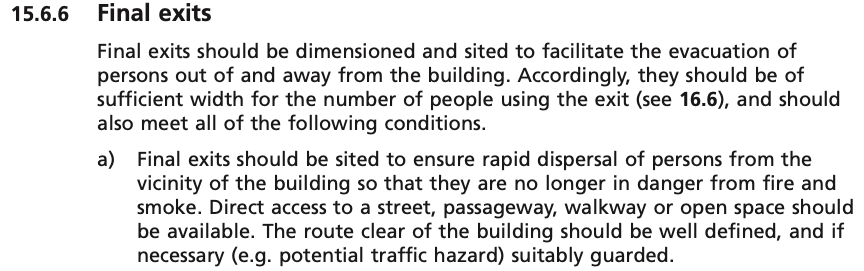 15.6.6 Final exits
Final exits should be dimensioned and sited to facilitate the evacuation of
persons out of and away from the building. Accordingly, they should be of
sufficient width for the number of people using the exit (see 16.6), and should
also meet all of the following conditions.
a) Final exits should be sited to ensure rapid dispersal of persons from the
vicinity of the building so that they are no longer in danger from fire and
smoke. Direct access to a street, passageway, walkway or open space should
be available. The route clear of the building should be well defined, and if
necessary (e.g. potential traffic hazard) suitably guarded.